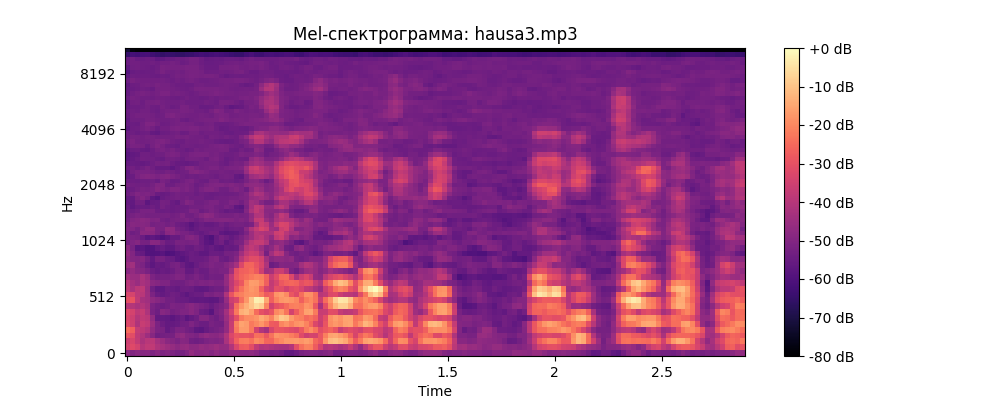 Mel-спектрограмма: hausa3.mp3
8192
4096
2048
1024
512
0
Hz
0 0.5 1 1.5 2 2.5
Time
+0 dB
-10 dB
-20 dB
-30 dB
-40 dB
-50 dB
-60 dB
-70 dB
-80 dB